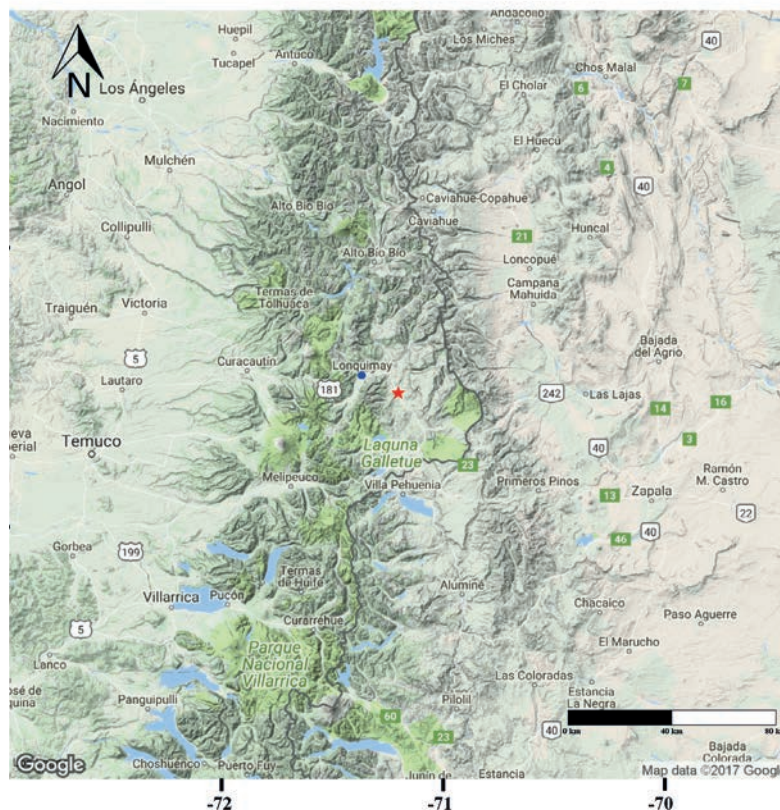 Andacollo
Huepil
Los Miches
40
Tucapel
Antuco
Chos Malal
N
Los Ángeles
El Cholar
6
7
Nacimiento
El Huecú
Mulchén
4
Angol
40
Alto Bio Bio
Caviahue-Copahue
Caviahue
Collipulli
21
Huncal
Alto Bío Bío
Loncopué
Termas de
Tolhuaca
Campana
Mahuida
Traiguén
Victoria
Bajada
del Agrio
5
Curacautín
Lonquimay
Lautaro
181
242
Las Lajas
14
16
Temuco
Laguna
Galletue
40
3
23
Melipeuco
Villa Pehuenia
Primeros Pinos
Ramón
M. Castro
13
Zapala
22
Gorbea
199
46
40
Termas
de Huife
Villarrica
Pucón
Aluminé
Chacaico
Paso Aguerre
5
Curarrehue
El Marucho
Lanco
Parque
Nacional
Villarrica
Las Coloradas
Panguipulli
Pilolil
Estancia
La Negra
60
23
40
0 km
40 km
Bajada
Colorada
Google
Choshuenco
Puerto Fuy
Junín de
Estancia
Map data ©2017 Googl
-72
-71
-70